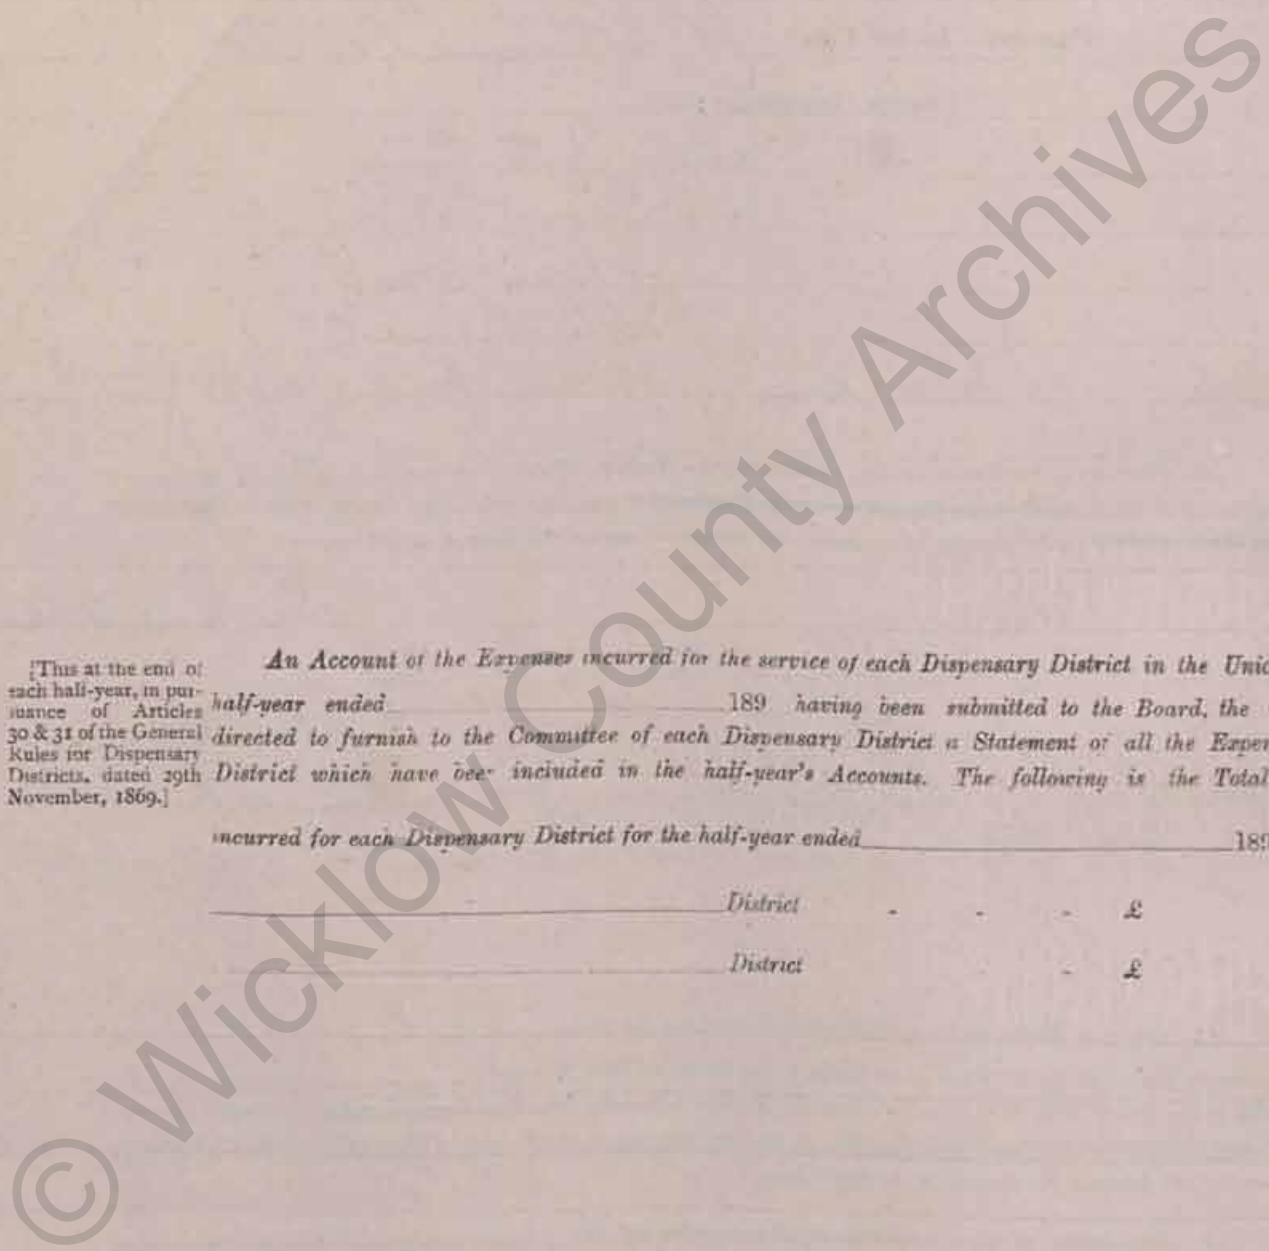 [This at the end of
each half-year, in pur-
suance of Articles
30 & 31 of the General
Rules for Dispensary
Districts, dated 29th
November, 1869.]
An Account of the Expenses incurred for the service of each Dispensary District in the Unio
half-year ended 189 having been submitted to the Board, the
directed to furnish to the Committee of each Dispensary District a Statement of all the Expen
District which have been included in the half-year's Accounts. The following is the Total
incurred for each Dispensary District for the half-year ended 189
District - - - £
District - £
© Wicklow County Archives